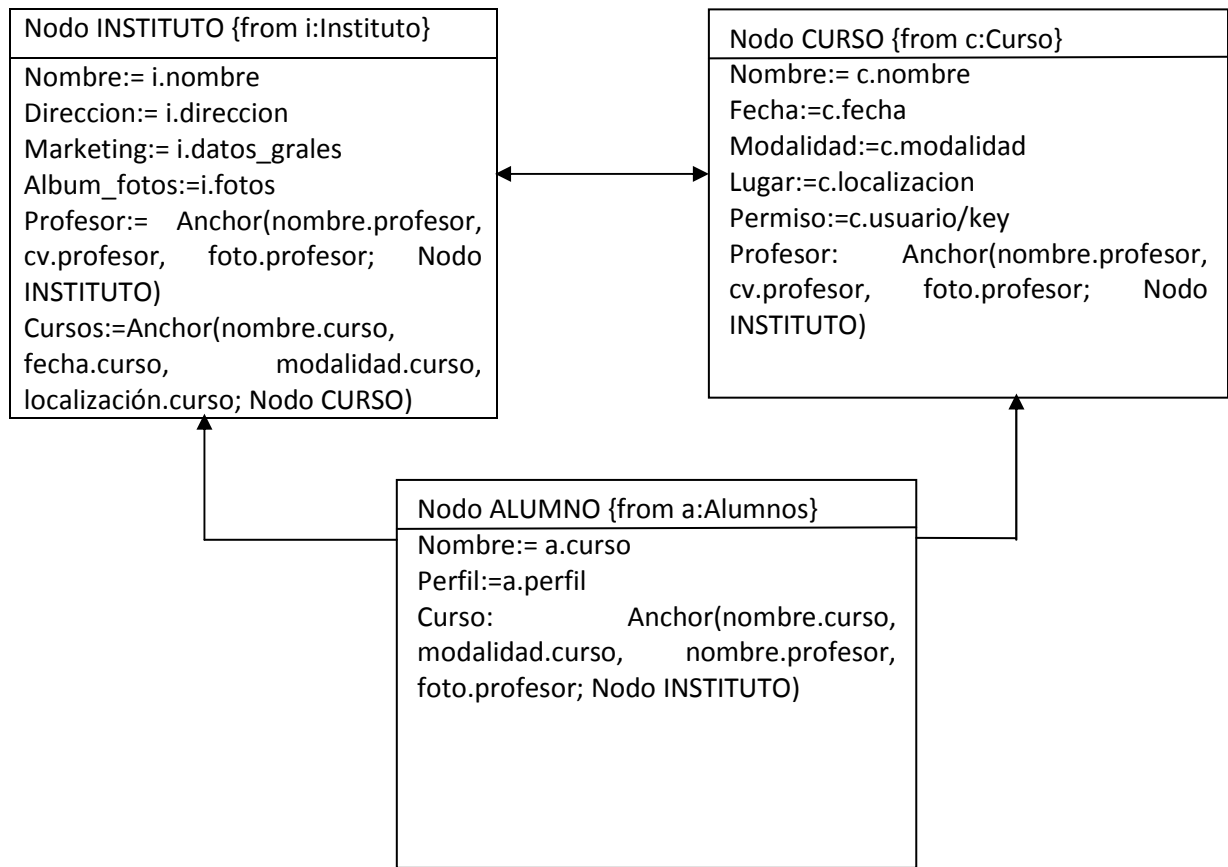 Nodo INSTITUTO {from i:Instituto}
Nombre:= i.nombre
Direccion:= i.direccion
Marketing:= i.datos_grales
Album_fotos:=i.fotos
Profesor:= Anchor(nombre.profesor,
cv.profesor, foto.profesor; Nodo
INSTITUTO)
Cursos:=Anchor(nombre.curso,
fecha.curso, modalidad.curso,
localización.curso; Nodo CURSO)
Nodo CURSO {from c:Curso}
Nombre:= c.nombre
Fecha:=c.fecha
Modalidad:=c.modalidad
Lugar:=c.localizacion
Permiso:=c.usuario/key
Profesor: Anchor(nombre.profesor,
cv.profesor, foto.profesor; Nodo
INSTITUTO)
Nodo ALUMNO {from a:Alumnos}
Nombre:= a.curso
Perfil:=a.perfil
Curso: Anchor(nombre.curso,
modalidad.curso, nombre.profesor,
foto.profesor; Nodo INSTITUTO)